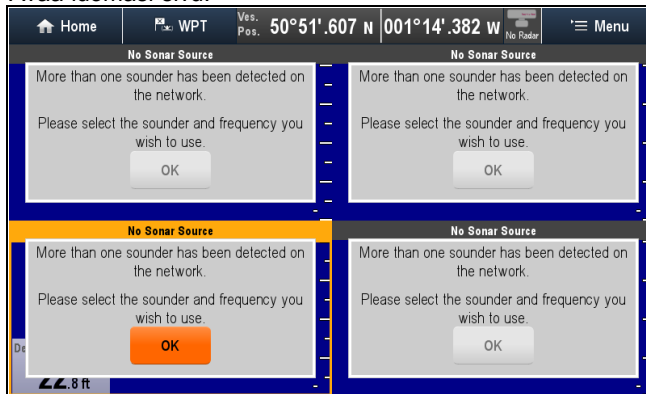 Home
WPT
Ves.
Pos.
50°51'.607 N
001°14'.382 W
No Radar
Menu
No Sonar Source
More than one sounder has been detected on
the network.
Please select the sounder and frequency you
wish to use.
OK
No Sonar Source
More than one sounder has been detected on
the network.
Please select the sounder and frequency you
wish to use.
OK
No Sonar Source
More than one sounder has been detected on
the network.
Please select the sounder and frequency you
wish to use.
OK
De
22.8 ft
No Sonar Source
More than one sounder has been detected on
the network.
Please select the sounder and frequency you
wish to use.
OK